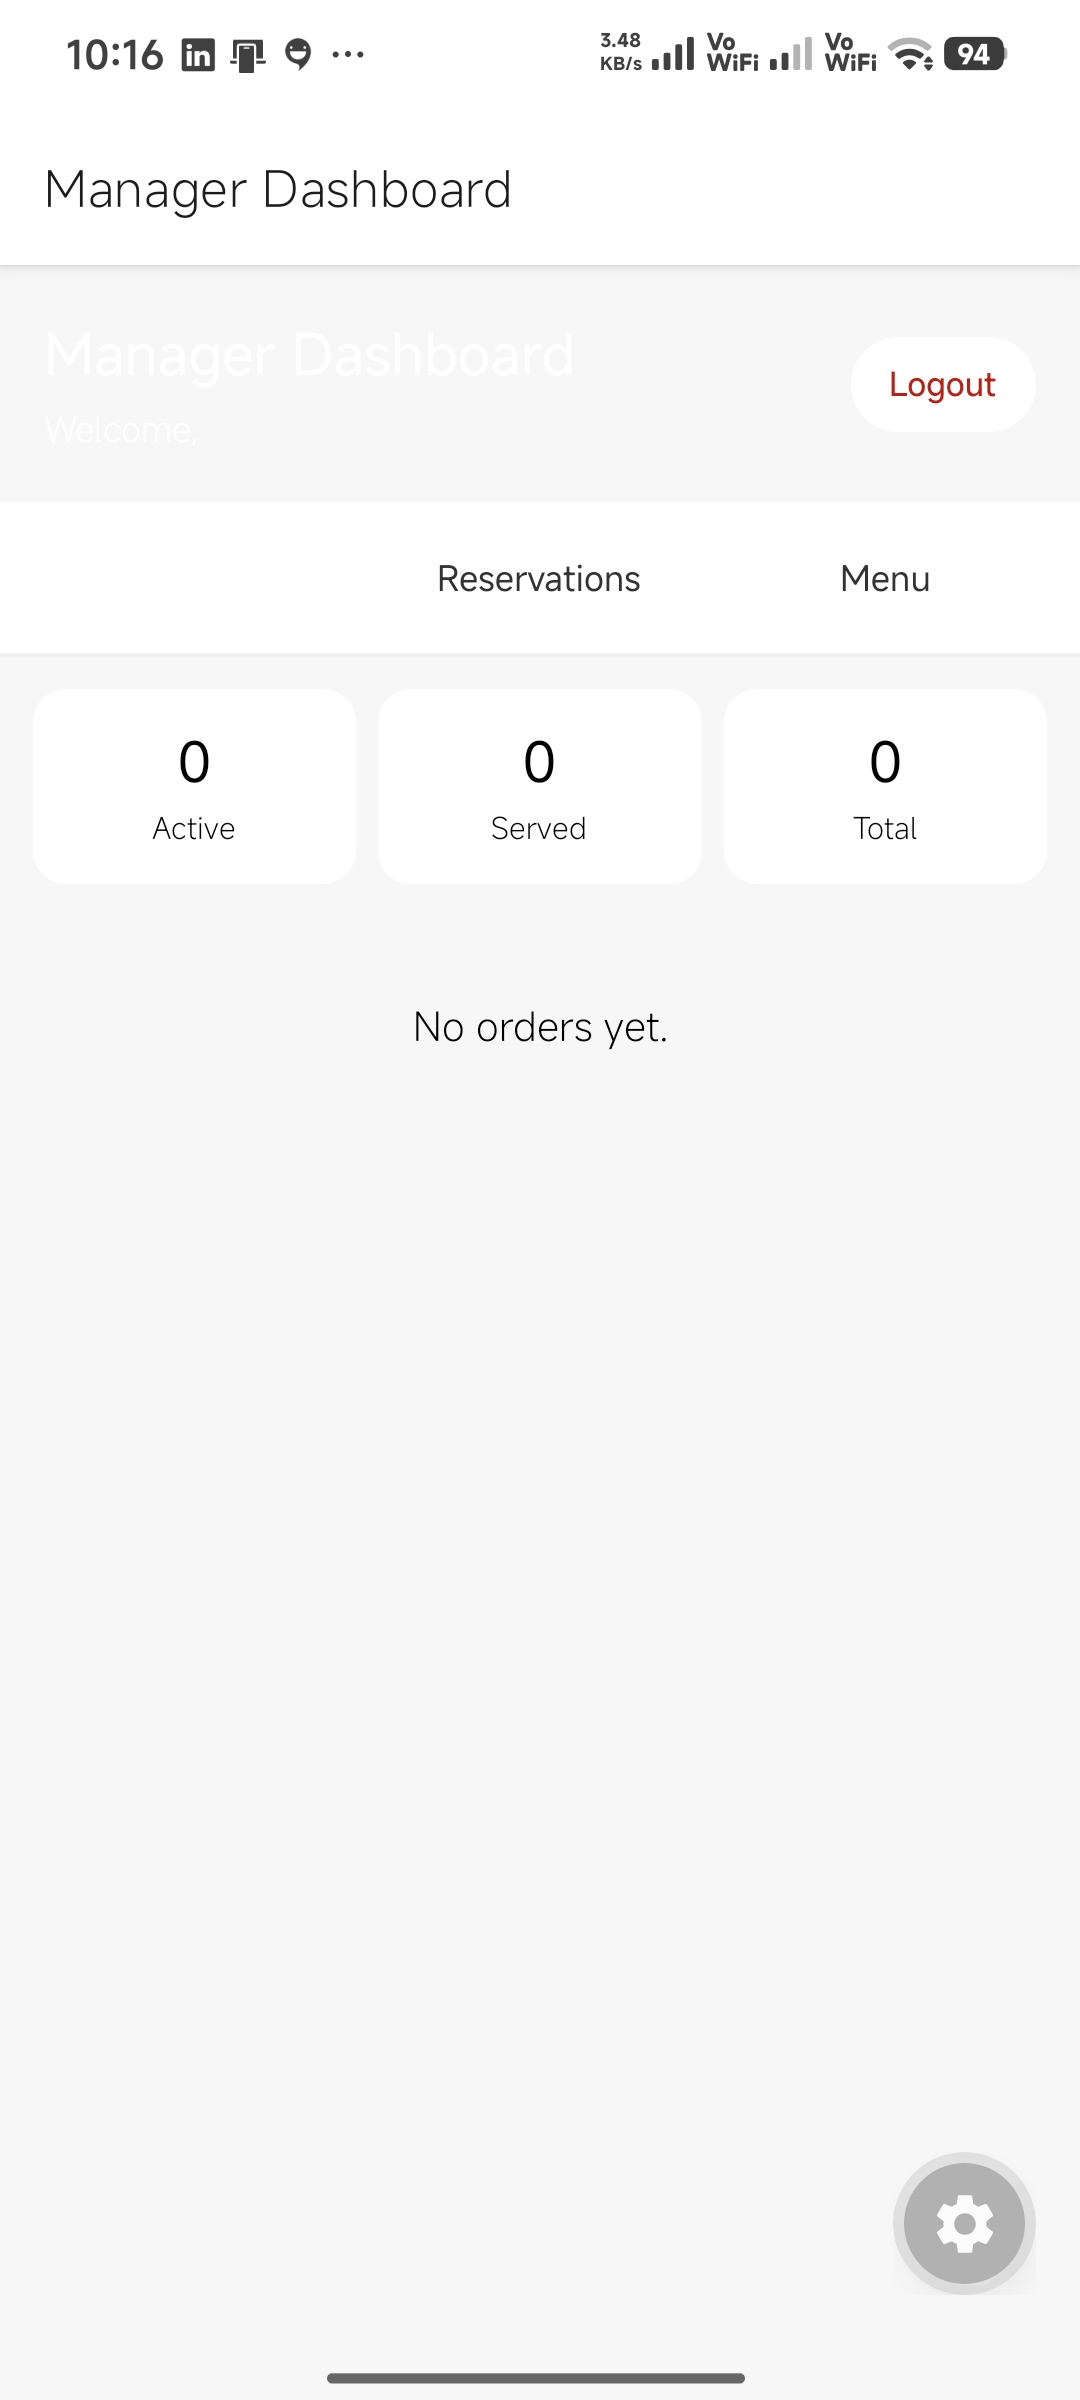 10:16 in ... 3.48 KB/s Vo WiFi Vo WiFi 94
Manager Dashboard
Manager Dashboard
Logout
Welcome,
Reservations Menu
0 0 0
Active Served Total
No orders yet.